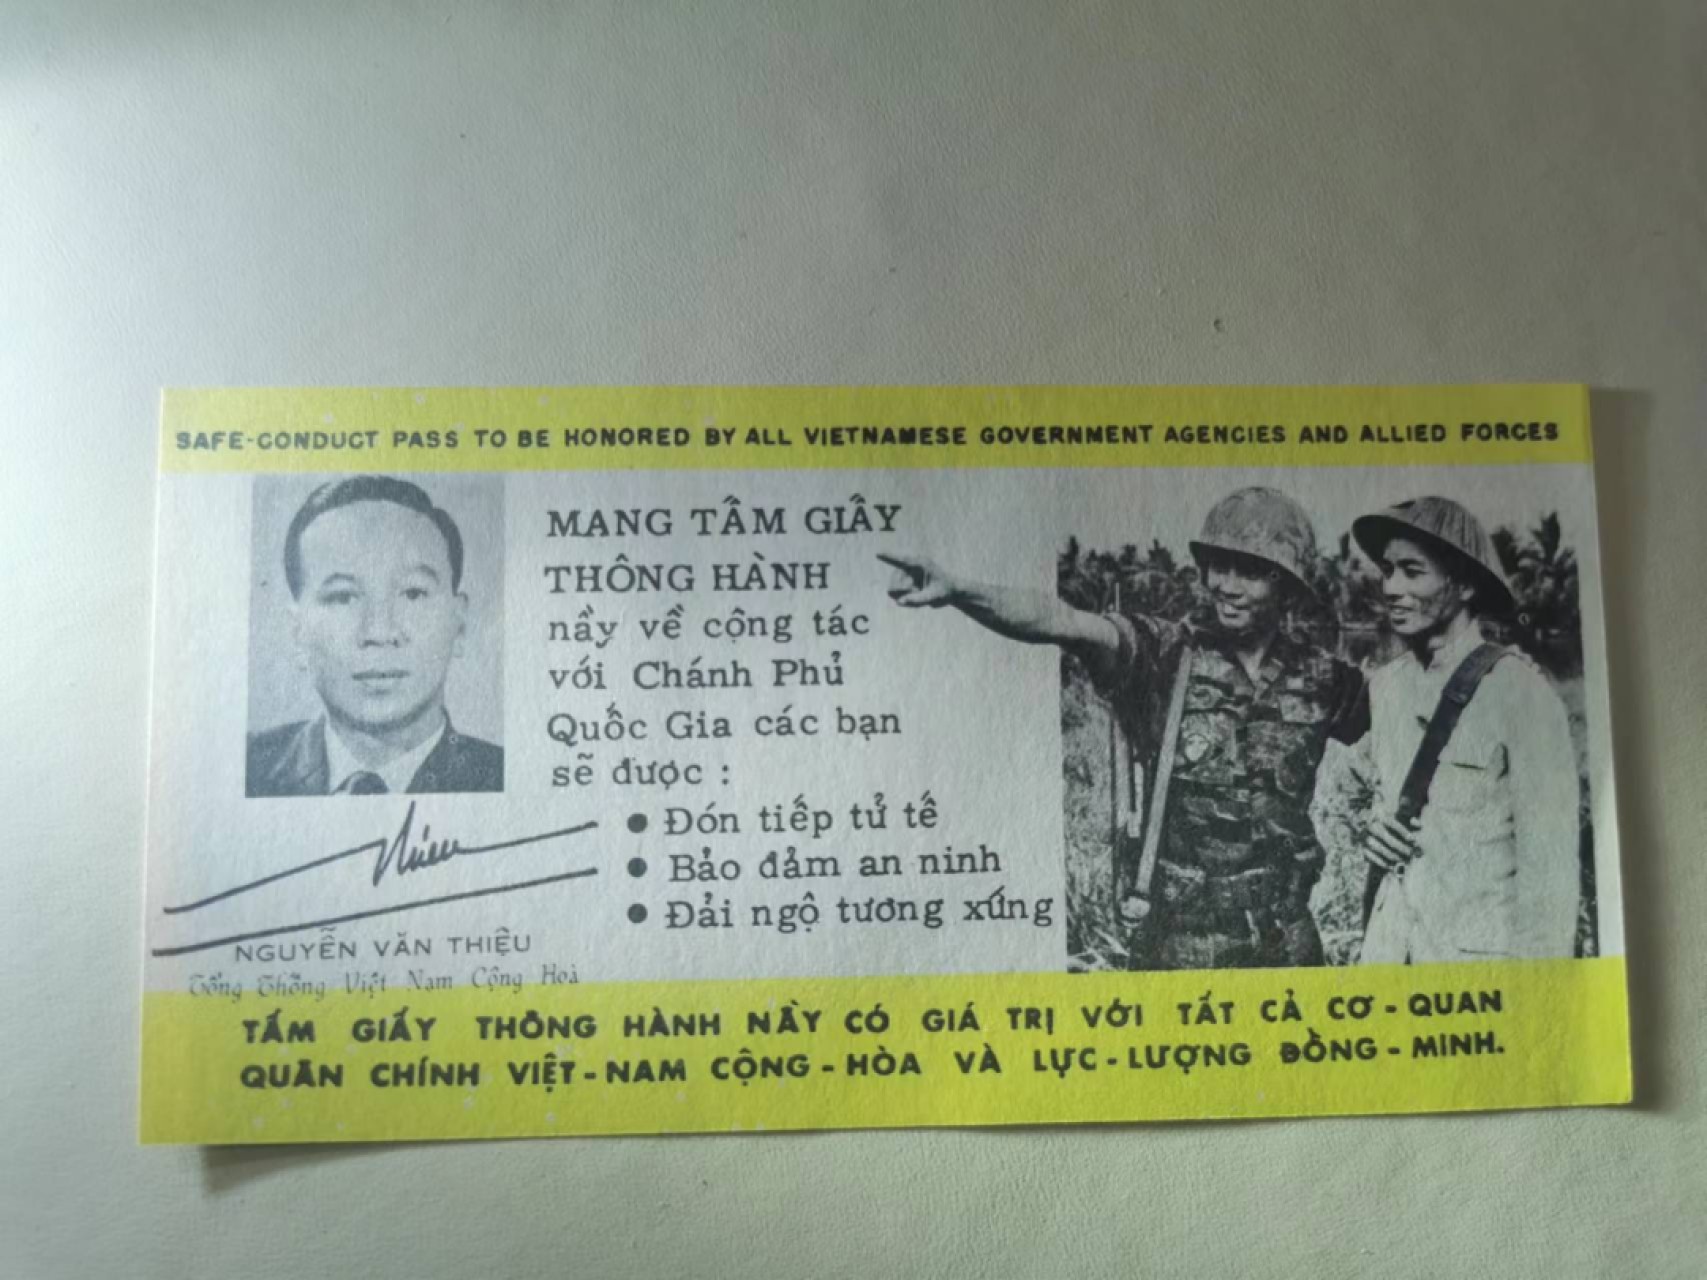 SAFE-CONDUCT PASS TO BE HONORED BY ALL VIETNAMESE GOVERNMENT AGENCIES AND ALLIED FORCES
MANG TẤM GIẤY
THÔNG HÀNH
nầy về cộng tác
với Chánh Phủ
Quốc Gia các bạn
sẽ được :
● Đón tiếp tử tế
● Bảo đảm an ninh
● Đải ngộ tương xứng
Thieu
NGUYỄN VĂN THIỆU
Tổng Thống Việt Nam Cộng Hoà
TẤM GIẤY THÔNG HÀNH NẦY CÓ GIÁ TRỊ VỚI TẤT CẢ CƠ - QUAN
QUÂN CHÍNH VIỆT - NAM CỘNG - HÒA VÀ LỰC - LƯỢNG ĐỒNG - MINH.